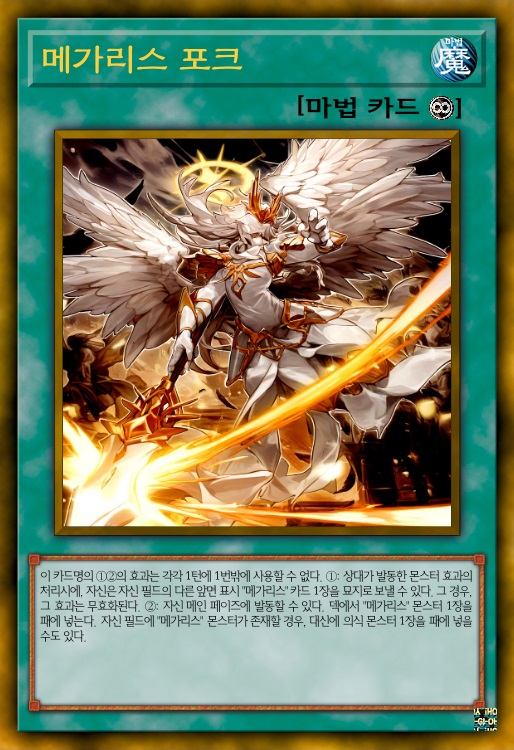 메가리스 포크
마법
魔
[마법 카드]
이 카드명의 ①②의 효과는 각각 1턴에 1번밖에 사용할 수 없다. ①: 상대가 발동한 몬스터 효과의
처리시에, 자신은 자신 필드의 다른 앞면 표시 "메가리스" 카드 1장을 묘지로 보낼 수 있다. 그 경우,
그 효과는 무효화된다. ②: 자신 메인 페이즈에 발동할 수 있다. 덱에서 "메가리스" 몬스터 1장을
패에 넣는다. 자신 필드에 "메가리스" 몬스터가 존재할 경우, 대신에 의식 몬스터 1장을 패에 넣을
수도 있다.